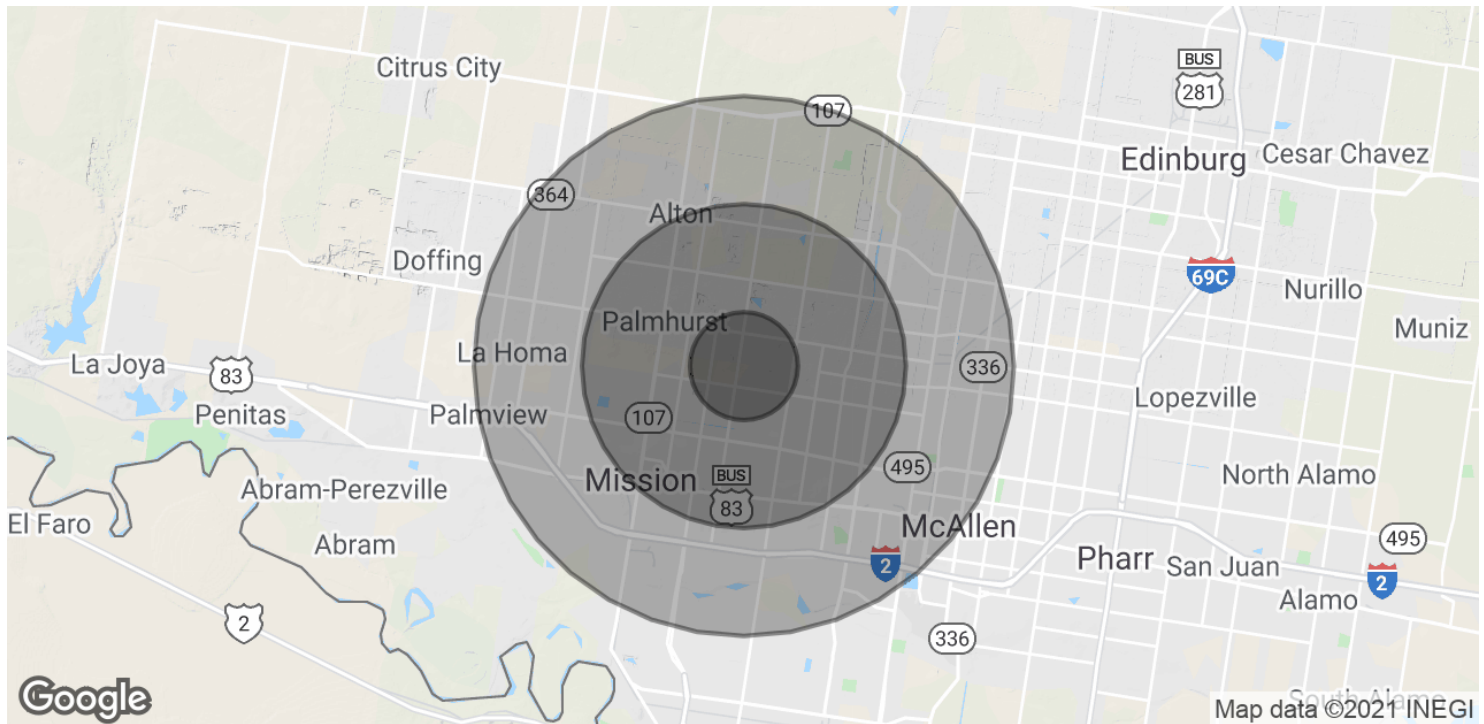 Citrus City
BUS
281
107
Edinburg
Cesar Chavez
364
Alton
Doffing
69C
Nurillo
Palmhurst
Muniz
La Homa
La Joya
83
336
Penitas
Palmview
107
Lopezville
495
Mission
BUS
83
North Alamo
Abram-Perezville
El Faro
Abram
McAllen
495
Pharr
San Juan
2
2
Alamo
2
336
Google
South Alamo
Map data ©2021 INEGI